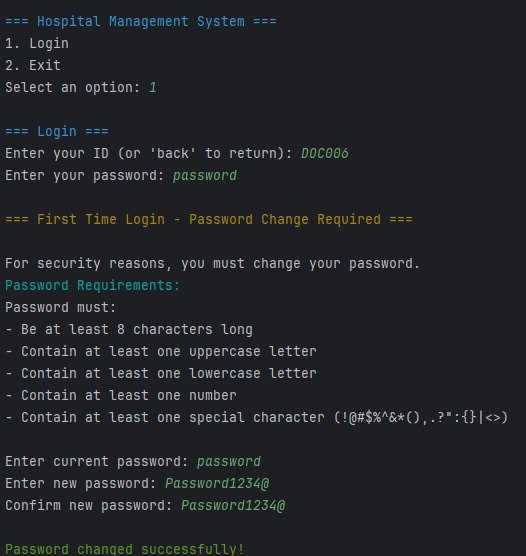 === Hospital Management System ===
1. Login
2. Exit
Select an option: 1
=== Login ===
Enter your ID (or 'back' to return): DOC006
Enter your password: password
=== First Time Login - Password Change Required ===
For security reasons, you must change your password.
Password Requirements:
Password must:
- Be at least 8 characters long
- Contain at least one uppercase letter
- Contain at least one lowercase letter
- Contain at least one number
- Contain at least one special character (!@#$%^&*(),.?":{}|<>)
Enter current password: password
Enter new password: Password1234@
Confirm new password: Password1234@
Password changed successfully!